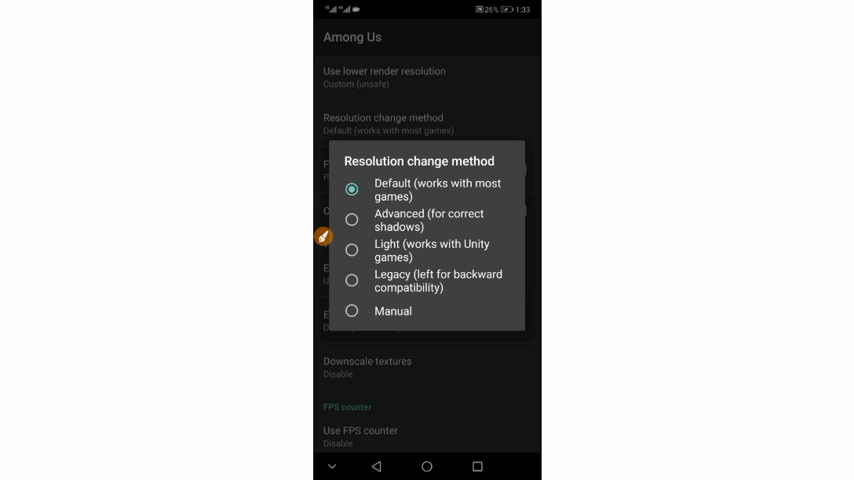 26% 1:33
Among Us
Use lower render resolution
Custom (unsafe)
Resolution change method
Default (works with most games)
Resolution change method
Default (works with most
games)
Advanced (for correct
shadows)
Light (works with Unity
games)
Legacy (left for backward
compatibility)
Manual
Downscale textures
Disable
FPS counter
Use FPS counter
Disable